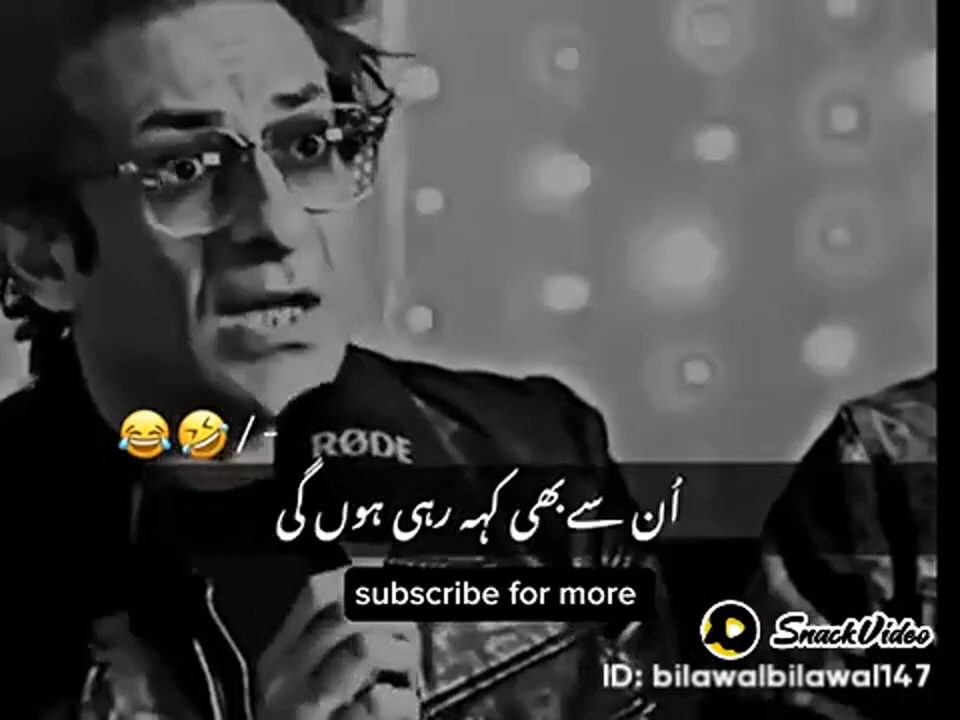 😂🤣/-
RØDE
اُن سے بھی کہہ رہی ہوں گی
subscribe for more
SnackVideo
ID: bilawalbilawal147